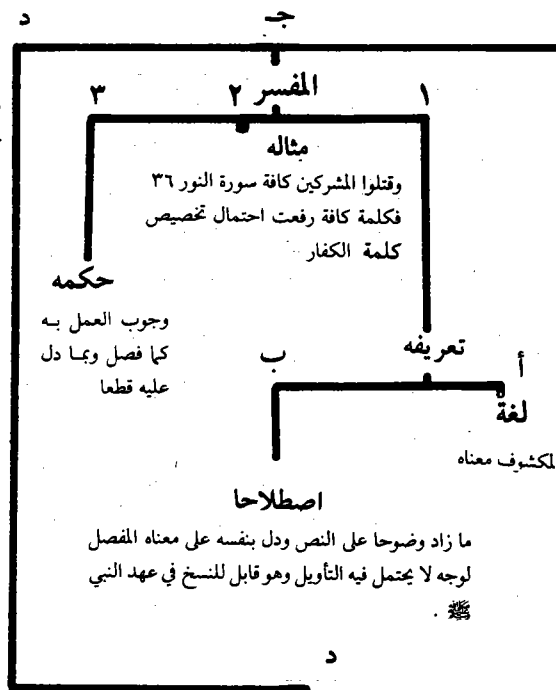 د
جـ
المفسر
١
٢
٣
مثاله
وقتلوا المشركين كافة سورة النور ٣٦
فكلمة كافة رفعت احتمال تخصيص
كلمة الكفار
حكمه
وجوب العمل بـه
كما فصل وبمـا دل
عليه قطعا
تعريفه
أ
لغة
لمكشوف معناه
ب
اصطلاحا
ما زاد وضوحا على النص ودل بنفسه على معناه المفصل
لوجه لا يحتمل فيه التأويل وهو قابل للنسخ في عهد النبي
ﷺ .
د